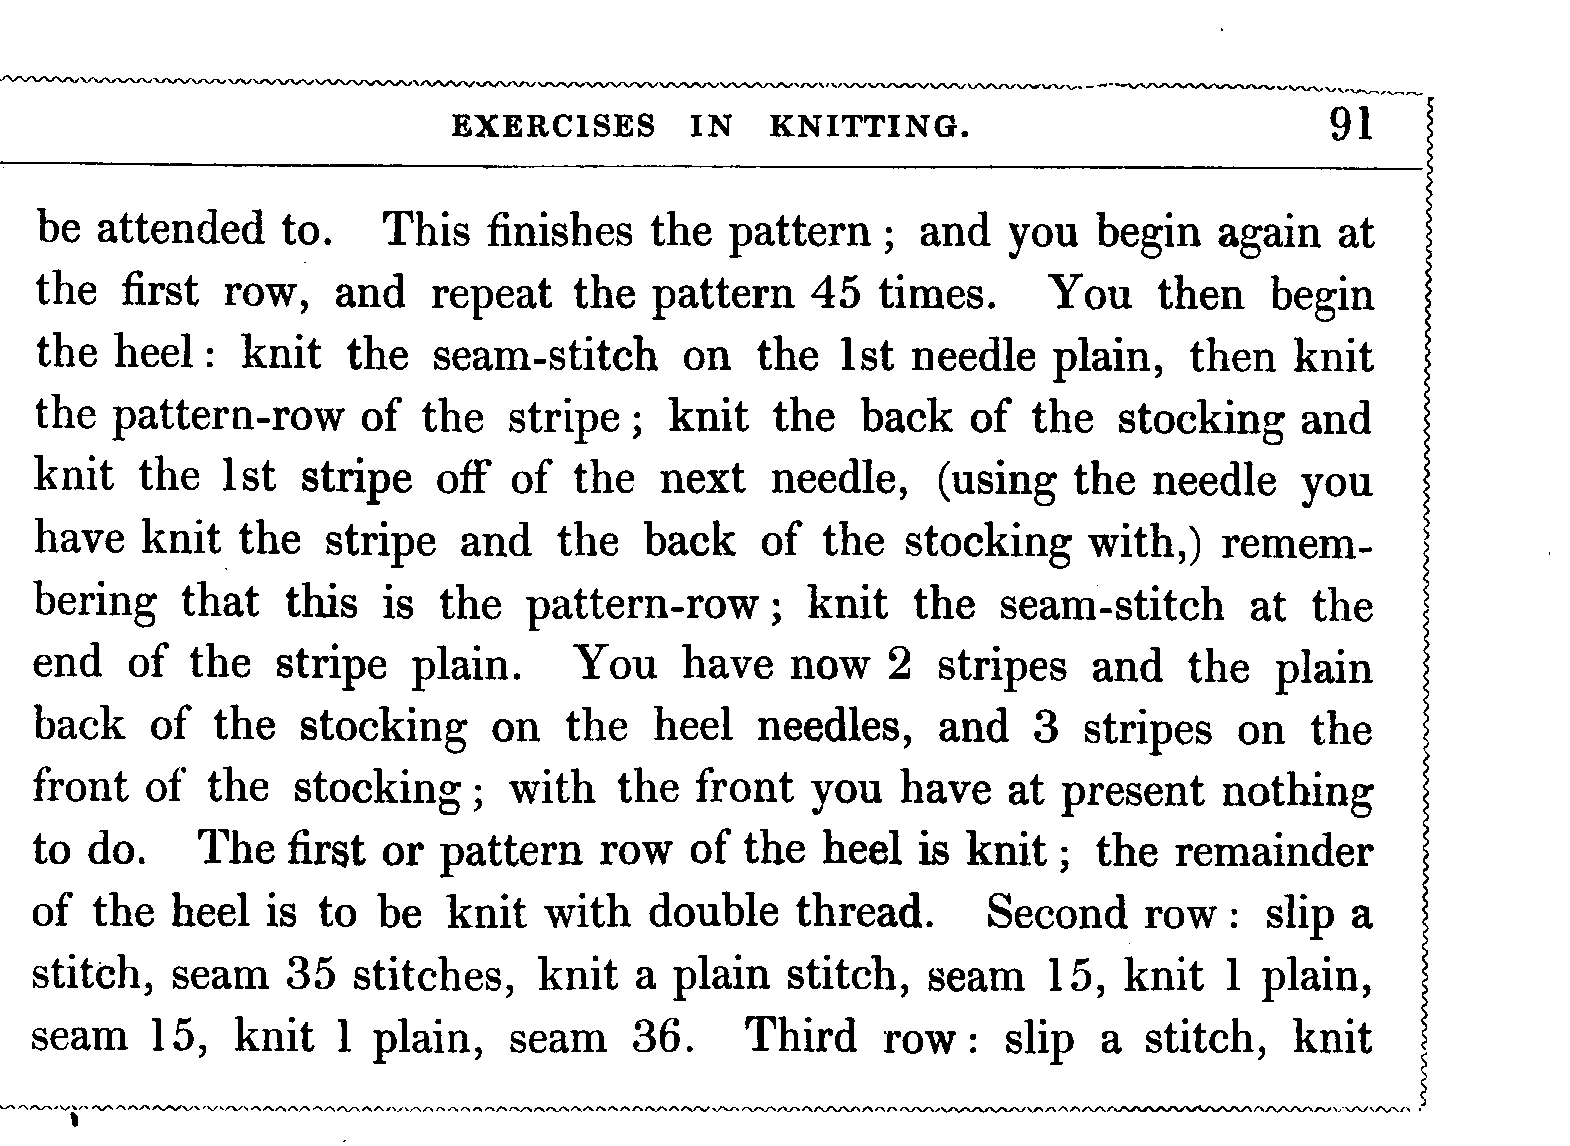 EXERCISES IN KNITTING. 91
be attended to. This finishes the pattern ; and you begin again at
the first row, and repeat the pattern 45 times. You then begin
the heel : knit the seam-stitch on the 1st needle plain, then knit
the pattern-row of the stripe ; knit the back of the stocking and
knit the 1st stripe off of the next needle, (using the needle you
have knit the stripe and the back of the stocking with,) remem-
bering that this is the pattern-row ; knit the seam-stitch at the
end of the stripe plain. You have now 2 stripes and the plain
back of the stocking on the heel needles, and 3 stripes on the
front of the stocking ; with the front you have at present nothing
to do. The first or pattern row of the heel is knit ; the remainder
of the heel is to be knit with double thread. Second row : slip a
stitch, seam 35 stitches, knit a plain stitch, seam 15, knit 1 plain,
seam 15, knit 1 plain, seam 36. Third row : slip a stitch, knit